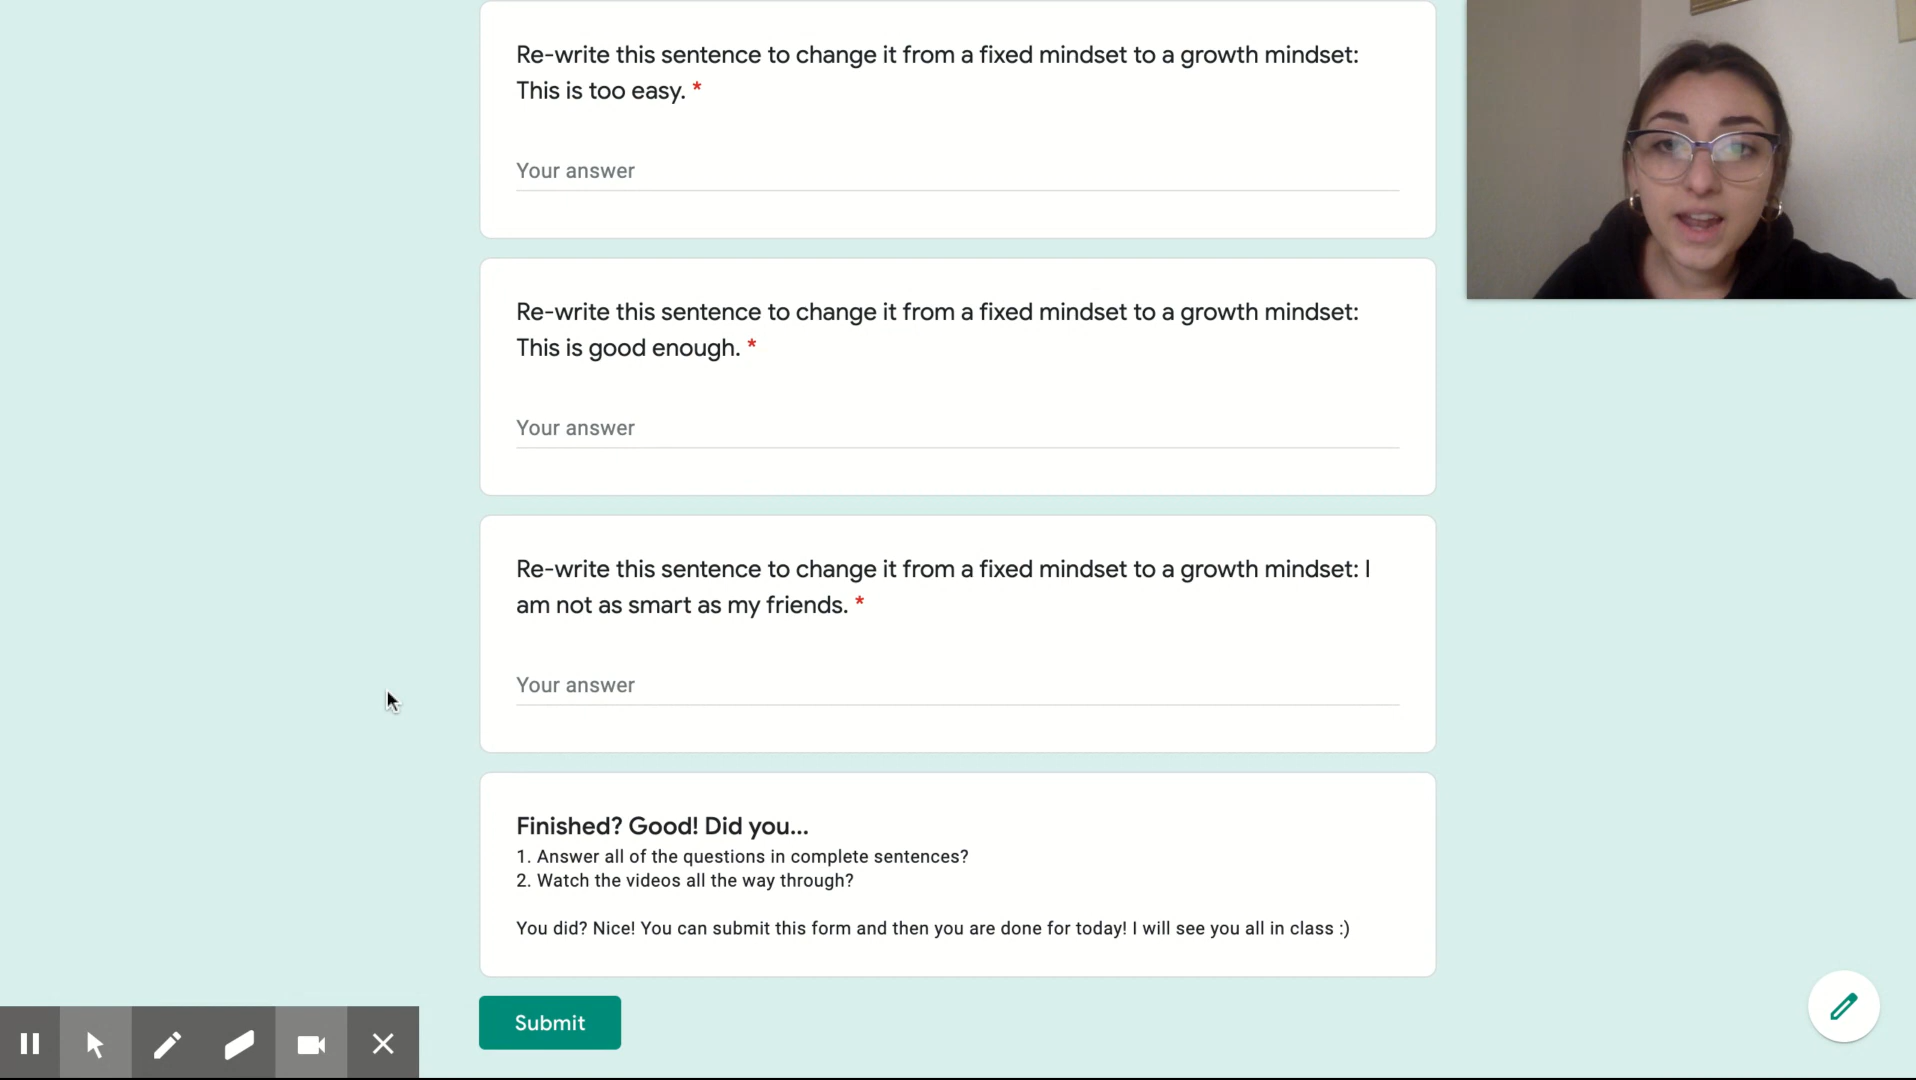 Re-write this sentence to change it from a fixed mindset to a growth mindset:
This is too easy. *
Your answer
Re-write this sentence to change it from a fixed mindset to a growth mindset:
This is good enough. *
Your answer
Re-write this sentence to change it from a fixed mindset to a growth mindset: I
am not as smart as my friends. *
Your answer
Finished? Good! Did you...
1. Answer all of the questions in complete sentences?
2. Watch the videos all the way through?
You did? Nice! You can submit this form and then you are done for today! I will see you all in class :)
Submit